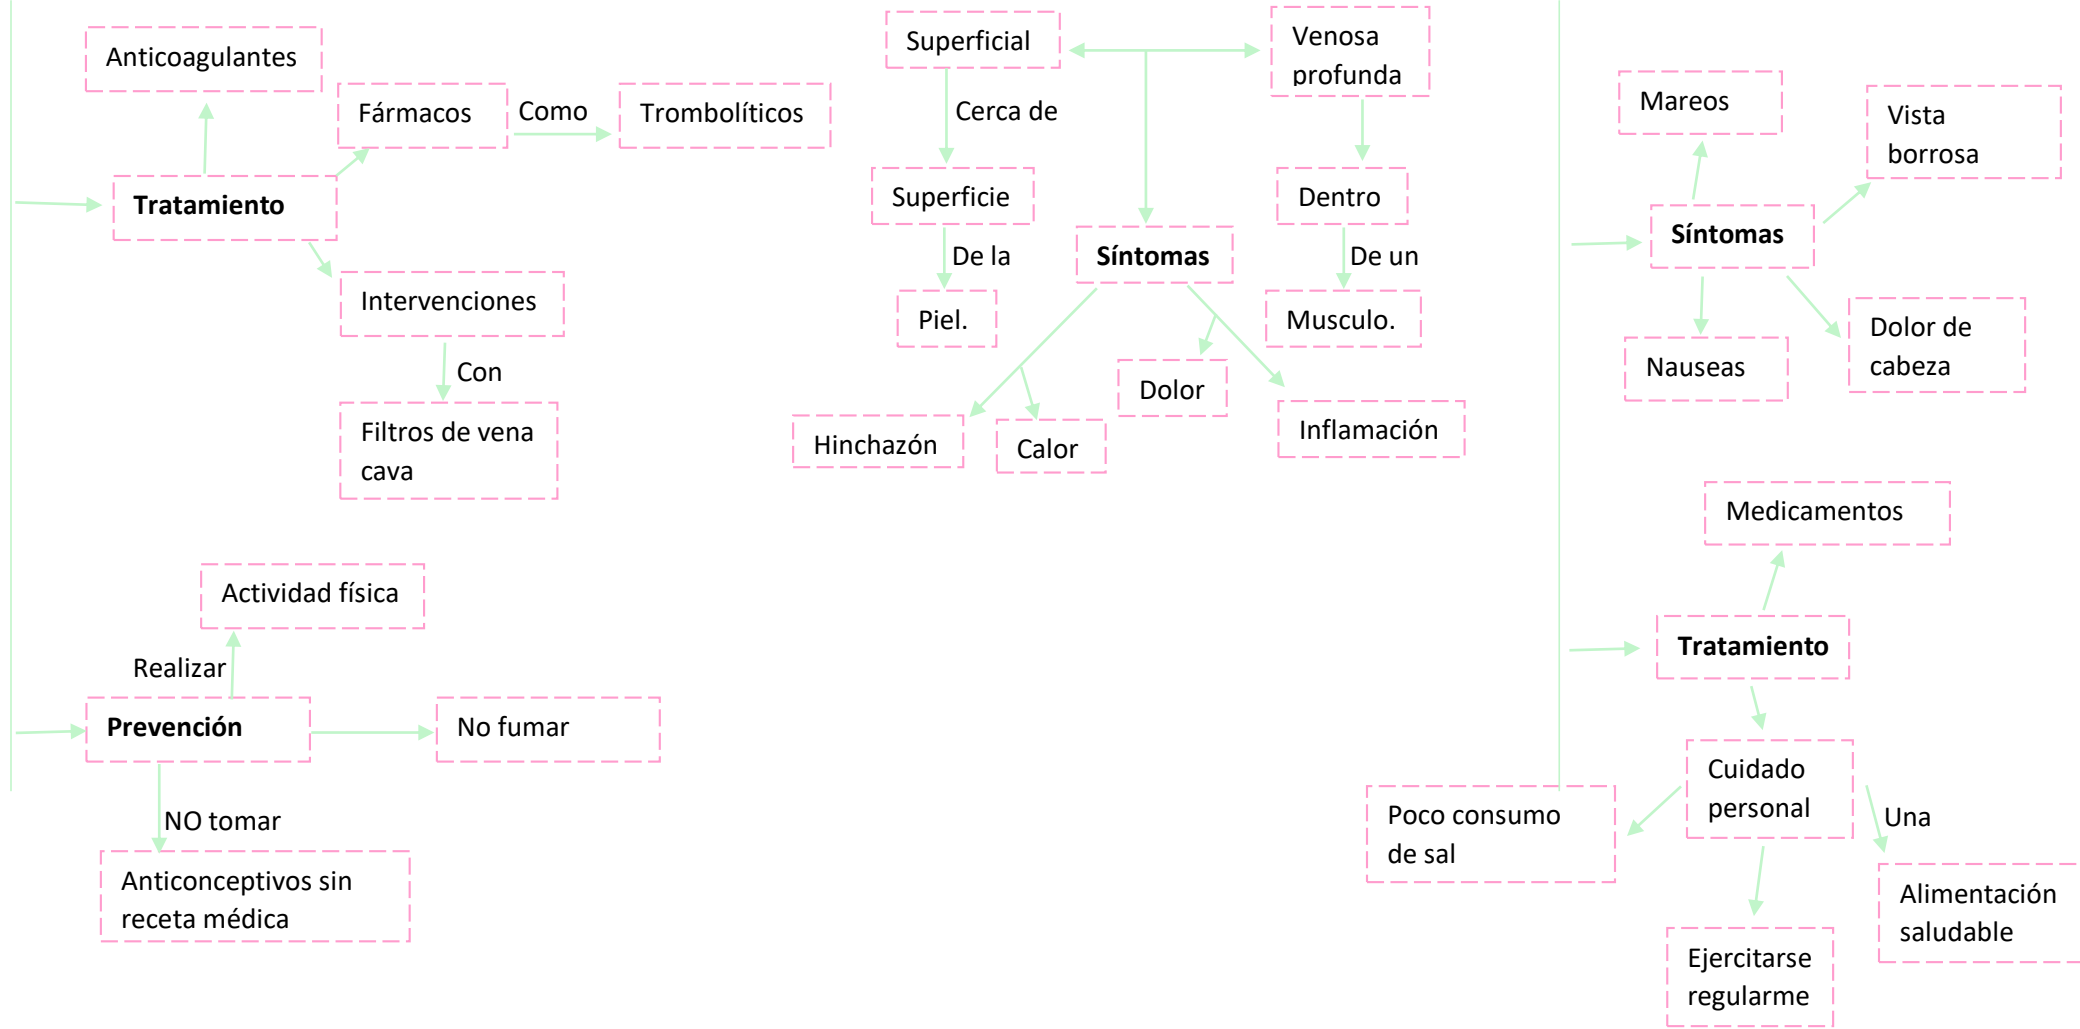 Anticoagulantes
Fármacos
Como
Trombolíticos
Tratamiento
Intervenciones
Con
Filtros de vena
cava
Actividad física
Realizar
Prevención
No fumar
NO tomar
Anticonceptivos sin
receta médica
Superficial
Venosa
profunda
Cerca de
Superficie
Dentro
De la
Síntomas
De un
Piel.
Musculo.
Dolor
Hinchazón
Calor
Inflamación
Mareos
Vista
borrosa
Síntomas
Nauseas
Dolor de
cabeza
Medicamentos
Tratamiento
Cuidado
personal
Poco consumo
de sal
Una
Alimentación
saludable
Ejercitarse
regularme